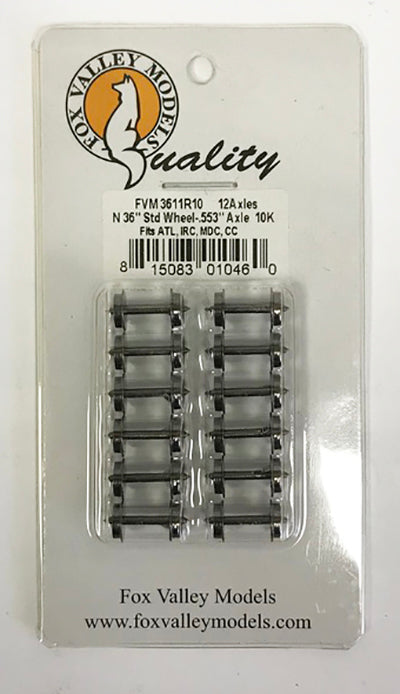 FOX VALLEY MODELS
Quality
FVM 3611R10 12Axles
N 36" Std Wheel-.553" Axle 10K
Fits ATL, IRC, MDC, CC
8 15083 01046 0
Fox Valley Models
www.foxvalleymodels.com